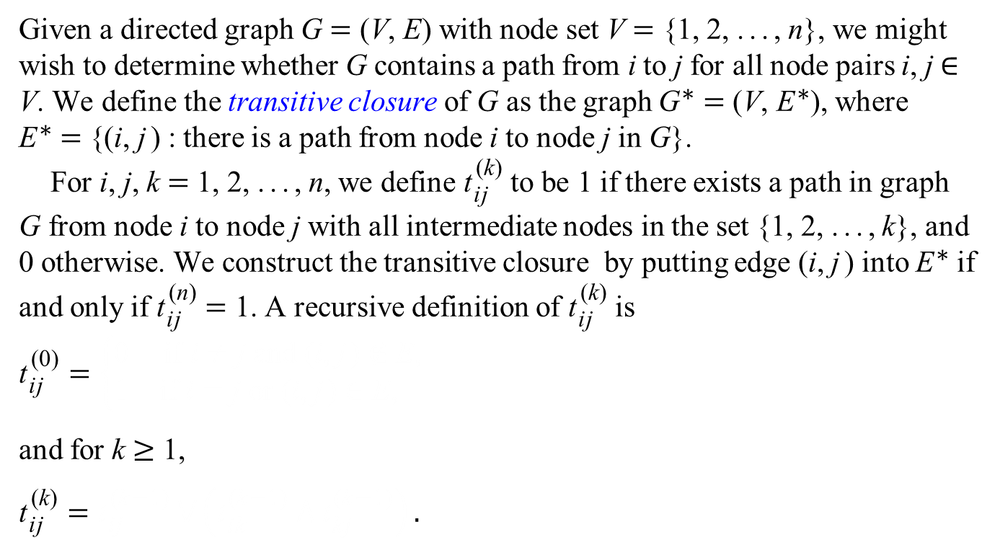 Given a directed graph G = (V, E) with node set V = {1, 2, …, n}, we might
wish to determine whether G contains a path from i to j for all node pairs i, j ∈
V. We define the transitive closure of G as the graph G* = (V, E*), where
E* = {(i, j) : there is a path from node i to node j in G}.
For i, j, k = 1, 2, …, n, we define t_{ij}^{(k)} to be 1 if there exists a path in graph
G from node i to node j with all intermediate nodes in the set {1, 2, …, k}, and
0 otherwise. We construct the transitive closure by putting edge (i, j) into E* if
and only if t_{ij}^{(n)} = 1. A recursive definition of t_{ij}^{(k)} is
t_{ij}^{(0)} =
and for k ≥ 1,
t_{ij}^{(k)} = .